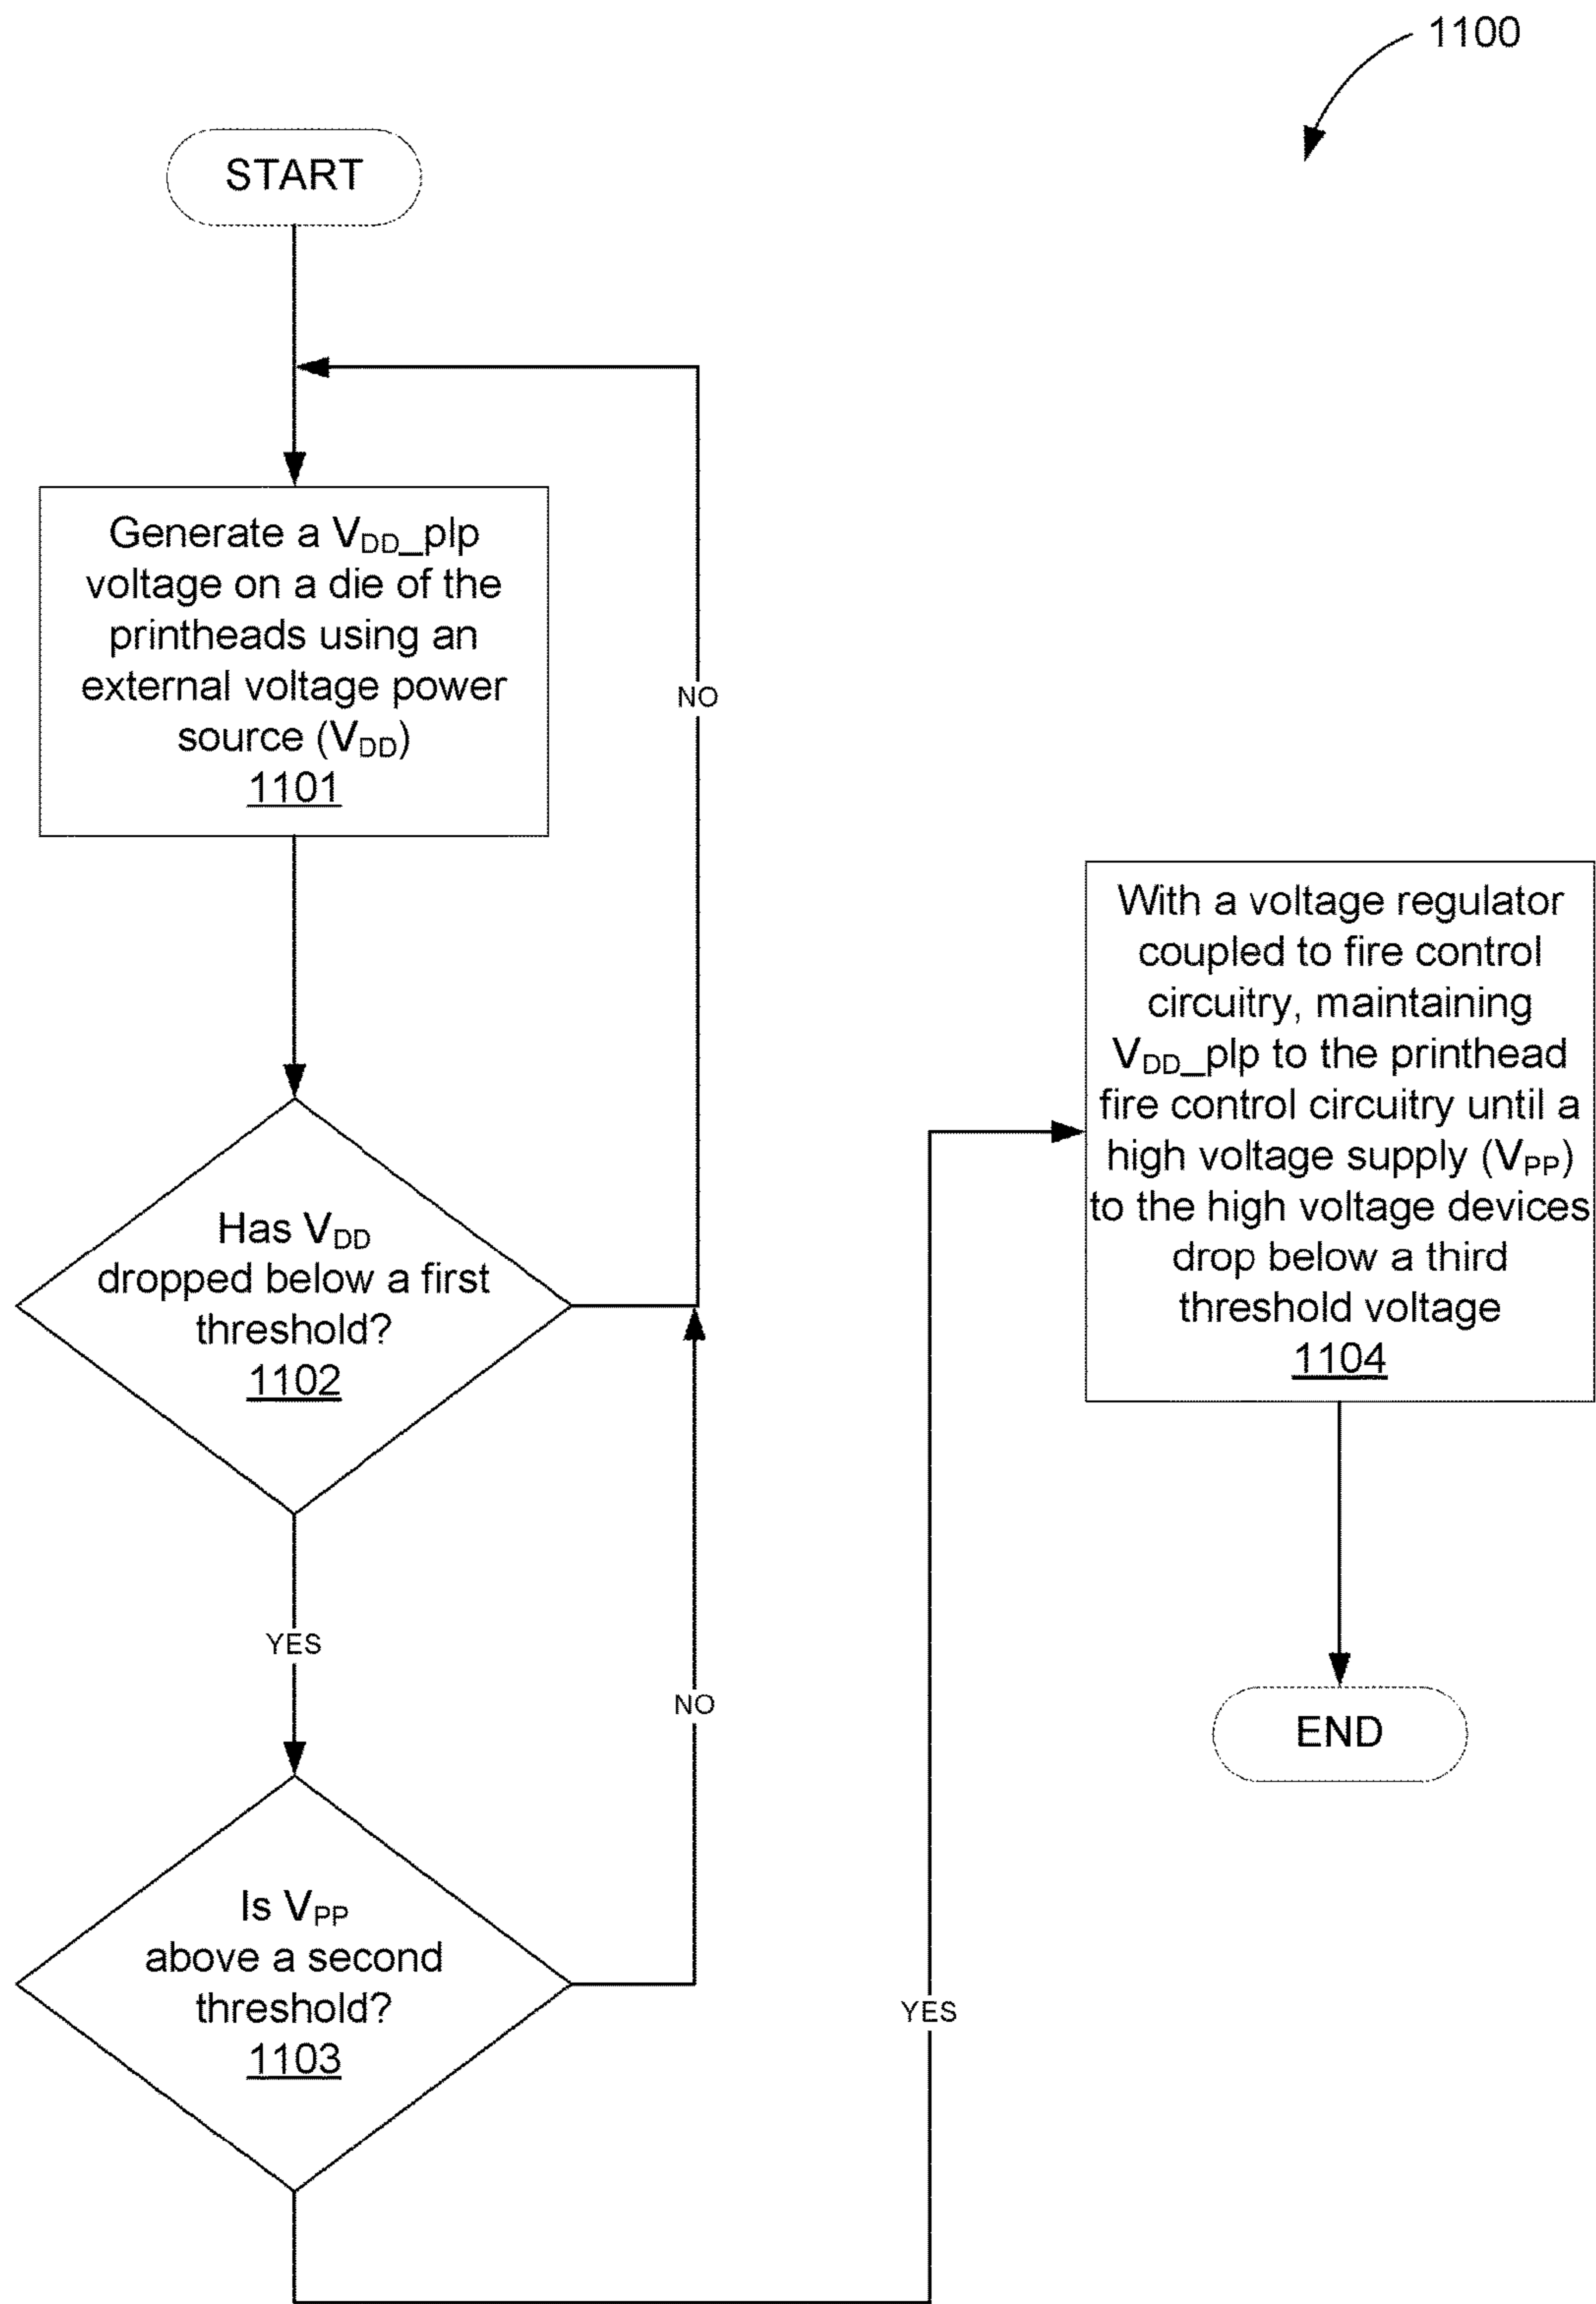 1100
START
Generate a VDD_plp
voltage on a die of the
printheads using an
external voltage power
source (VDD)
1101
NO
Has VDD
dropped below a first
threshold?
1102
YES
NO
Is VPP
above a second
threshold?
1103
YES
With a voltage regulator
coupled to fire control
circuitry, maintaining
VDD_plp to the printhead
fire control circuitry until a
high voltage supply (VPP)
to the high voltage devices
drop below a third
threshold voltage
1104
END